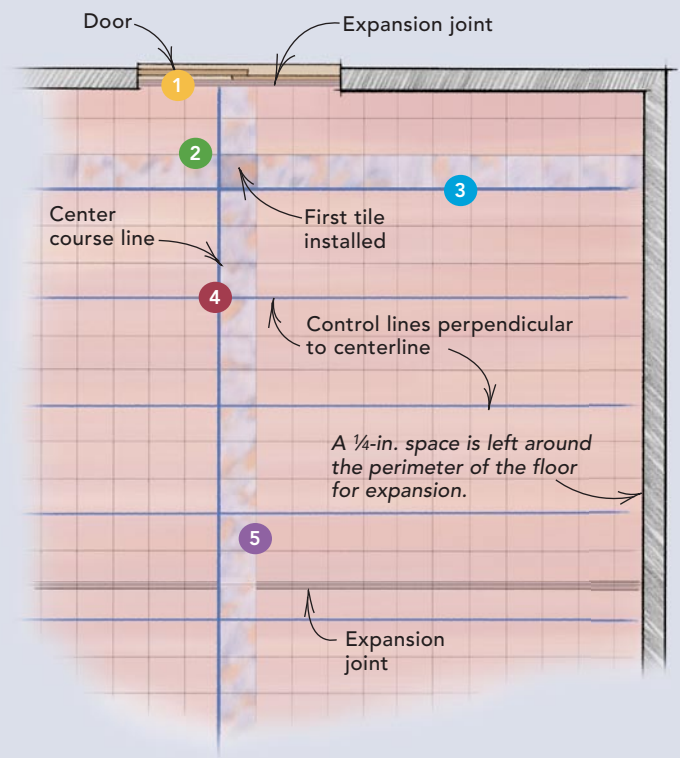 Door
Expansion joint
1
2
3
First tile
installed
Center
course line
4
Control lines perpendicular
to centerline
A ¼-in. space is left around
the perimeter of the floor
for expansion.
5
Expansion
joint